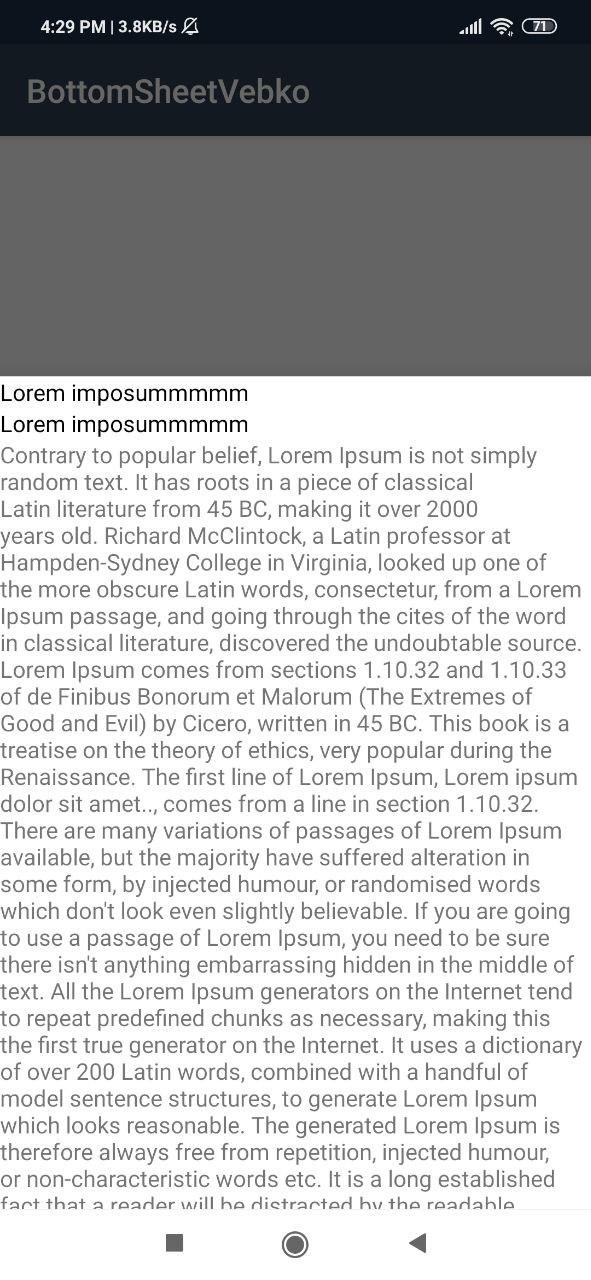 4:29 PM | 3.8KB/s 71
BottomSheetVebko
Lorem imposummmmm
Lorem imposummmmm
Contrary to popular belief, Lorem Ipsum is not simply
random text. It has roots in a piece of classical
Latin literature from 45 BC, making it over 2000
years old. Richard McClintock, a Latin professor at
Hampden-Sydney College in Virginia, looked up one of
the more obscure Latin words, consectetur, from a Lorem
Ipsum passage, and going through the cites of the word
in classical literature, discovered the undoubtable source.
Lorem Ipsum comes from sections 1.10.32 and 1.10.33
of de Finibus Bonorum et Malorum (The Extremes of
Good and Evil) by Cicero, written in 45 BC. This book is a
treatise on the theory of ethics, very popular during the
Renaissance. The first line of Lorem Ipsum, Lorem ipsum
dolor sit amet.., comes from a line in section 1.10.32.
There are many variations of passages of Lorem Ipsum
available, but the majority have suffered alteration in
some form, by injected humour, or randomised words
which don't look even slightly believable. If you are going
to use a passage of Lorem Ipsum, you need to be sure
there isn't anything embarrassing hidden in the middle of
text. All the Lorem Ipsum generators on the Internet tend
to repeat predefined chunks as necessary, making this
the first true generator on the Internet. It uses a dictionary
of over 200 Latin words, combined with a handful of
model sentence structures, to generate Lorem Ipsum
which looks reasonable. The generated Lorem Ipsum is
therefore always free from repetition, injected humour,
or non-characteristic words etc. It is a long established
fact that a reader will be distracted by the readable